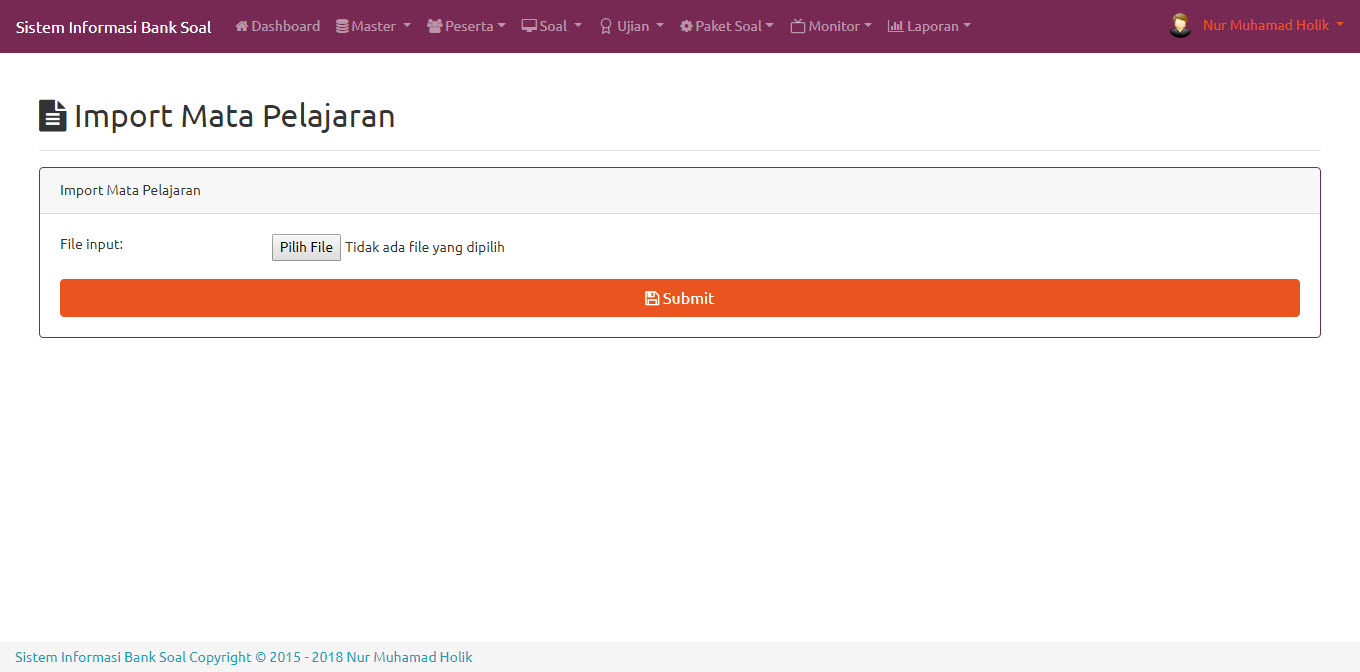 Sistem Informasi Bank Soal Dashboard Master Peserta Soal Ujian Paket Soal Monitor Laporan Nur Muhamad Holik
Import Mata Pelajaran
Import Mata Pelajaran
File input: Pilih File Tidak ada file yang dipilih
Submit
Sistem Informasi Bank Soal Copyright © 2015 - 2018 Nur Muhamad Holik